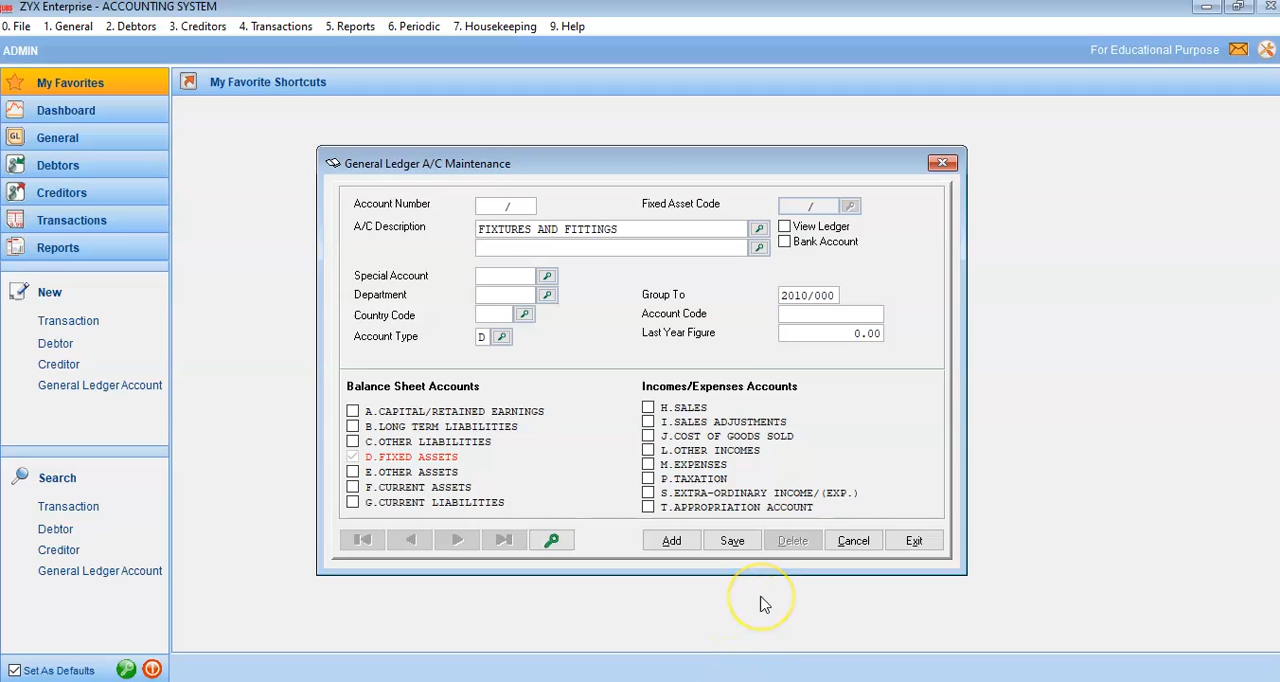 UBS ZYX Enterprise - ACCOUNTING SYSTEM
0. File 1. General 2. Debtors 3. Creditors 4. Transactions 5. Reports 6. Periodic 7. Housekeeping 9. Help
ADMIN For Educational Purpose
My Favorites
My Favorite Shortcuts
Dashboard
GL General
Debtors
Creditors
Transactions
Reports
New
Transaction
Debtor
Creditor
General Ledger Account
Search
Transaction
Debtor
Creditor
General Ledger Account
Set As Defaults
General Ledger A/C Maintenance
Account Number / Fixed Asset Code /
A/C Description FIXTURES AND FITTINGS View Ledger
Bank Account
Special Account
Department Group To 2010/000
Country Code Account Code
Account Type D Last Year Figure 0.00
Balance Sheet Accounts
A.CAPITAL/RETAINED EARNINGS
B.LONG TERM LIABILITIES
C.OTHER LIABILITIES
D.FIXED ASSETS
E.OTHER ASSETS
F.CURRENT ASSETS
G.CURRENT LIABILITIES
Incomes/Expenses Accounts
H.SALES
I.SALES ADJUSTMENTS
J.COST OF GOODS SOLD
L.OTHER INCOMES
M.EXPENSES
P.TAXATION
S.EXTRA-ORDINARY INCOME/(EXP.)
T.APPROPRIATION ACCOUNT
Add Save Delete Cancel Exit